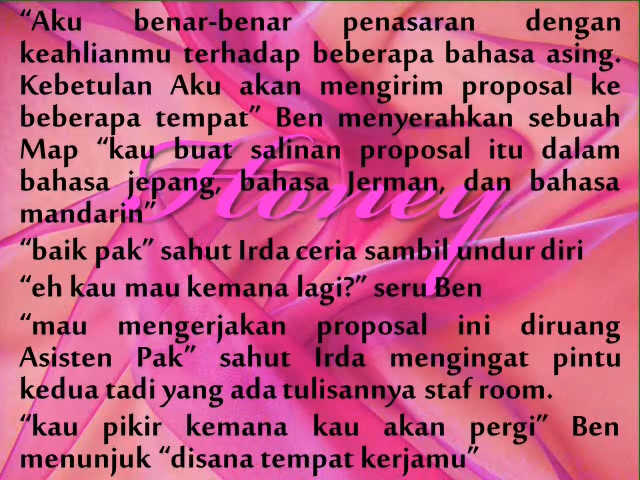 “Aku benar-benar penasaran dengan
keahlianmu terhadap beberapa bahasa asing.
Kebetulan Aku akan mengirim proposal ke
beberapa tempat” Ben menyerahkan sebuah
Map “kau buat salinan proposal itu dalam
bahasa jepang, bahasa Jerman, dan bahasa
mandarin”
“baik pak” sahut Irda ceria sambil undur diri
“eh kau mau kemana lagi?” seru Ben
“mau mengerjakan proposal ini diruang
Asisten Pak” sahut Irda mengingat pintu
kedua tadi yang ada tulisannya staf room.
“kau pikir kemana kau akan pergi” Ben
menunjuk “disana tempat kerjamu”
Honey